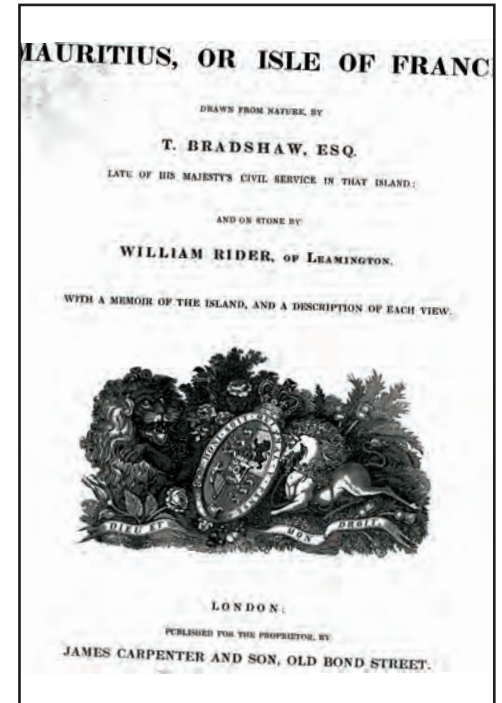 MAURITIUS, OR ISLE OF FRANC
DRAWN FROM NATURE, BY
T. BRADSHAW, ESQ.
LATE OF HIS MAJESTY'S CIVIL SERVICE IN THAT ISLAND:
AND ON STONE BY
WILLIAM RIDER, OF LEAMINGTON.
WITH A MEMOIR OF THE ISLAND, AND A DESCRIPTION OF EACH VIEW.
DIEU ET MON DROIT.
LONDON:
PUBLISHED FOR THE PROPRIETOR, BY
JAMES CARPENTER AND SON, OLD BOND STREET.